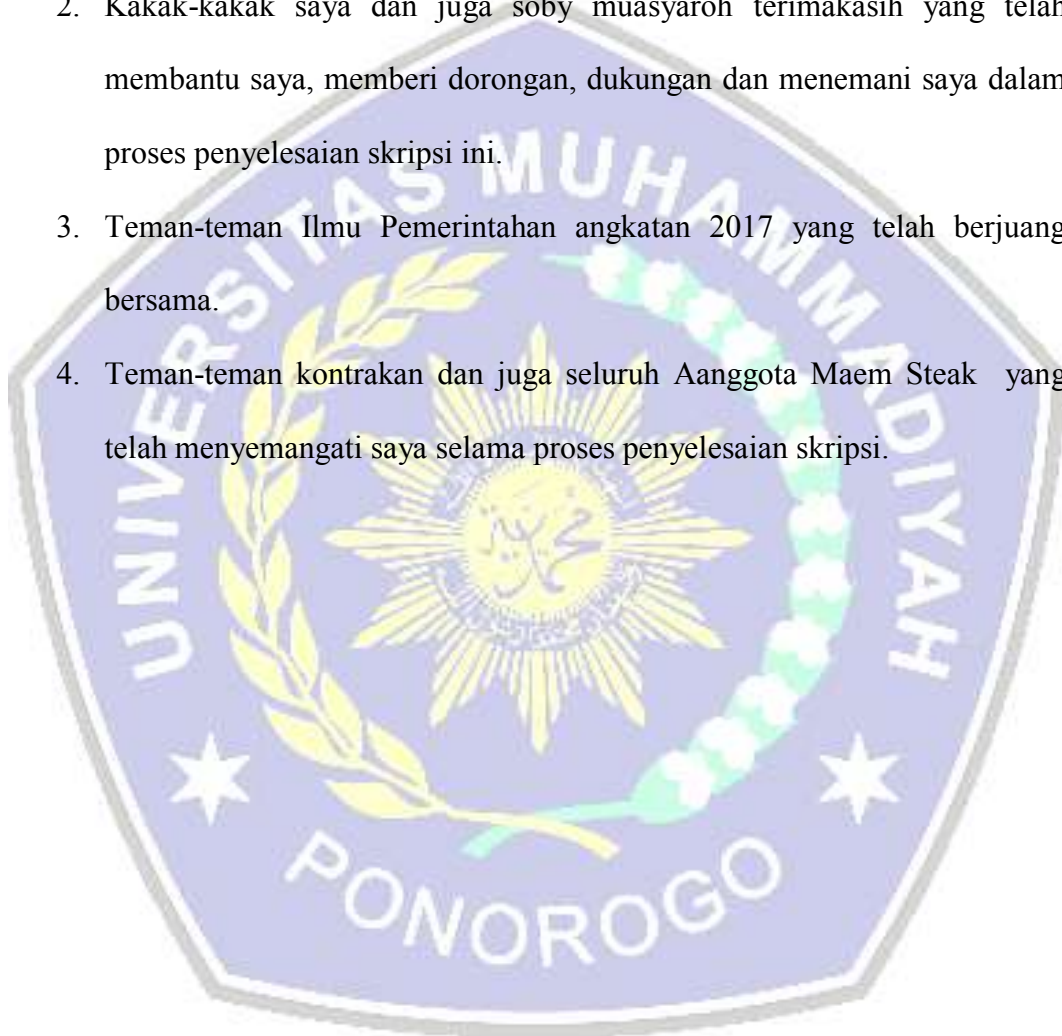 2. Kakak-kakak saya dan juga soby muasyaroh terimakasih yang telah
membantu saya, memberi dorongan, dukungan dan menemani saya dalam
proses penyelesaian skripsi ini.
3. Teman-teman Ilmu Pemerintahan angkatan 2017 yang telah berjuang
bersama.
4. Teman-teman kontrakan dan juga seluruh Aanggota Maem Steak yang
telah menyemangati saya selama proses penyelesaian skripsi.
UNIVERSITAS MUHAMMADIYAH
PONOROGO